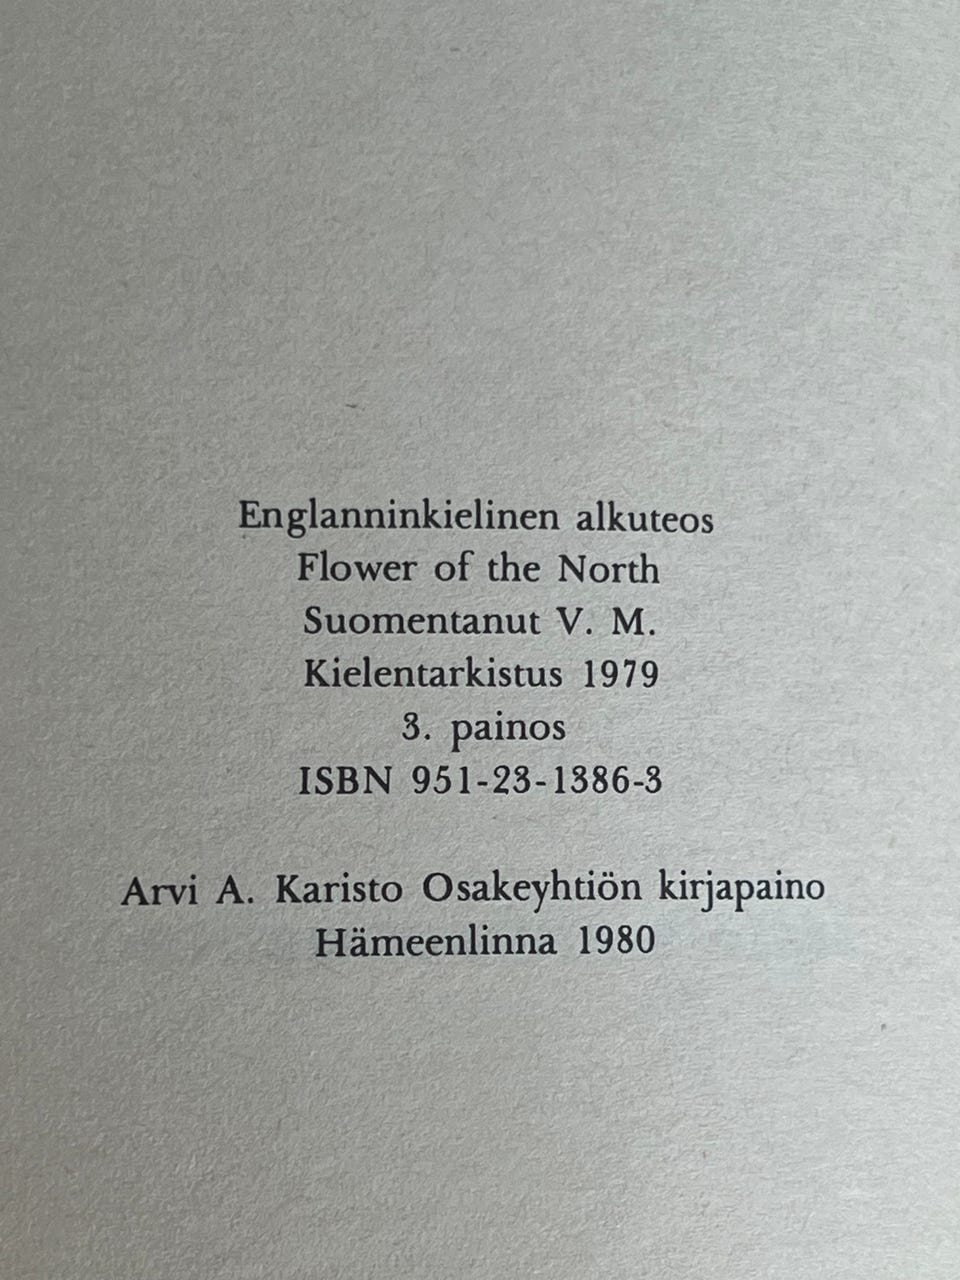 Englanninkielinen alkuteos
Flower of the North
Suomentanut V. M.
Kielentarkistus 1979
3. painos
ISBN 951-23-1386-3
Arvi A. Karisto Osakeyhtiön kirjapaino
Hämeenlinna 1980